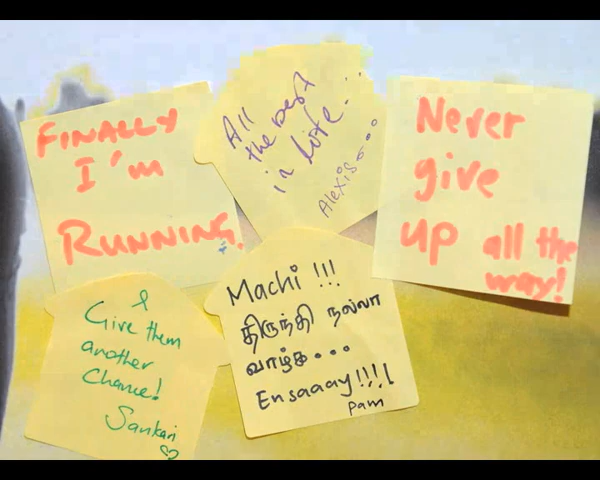 FINALLY
I'm
RUNNING.
All
the best
in life...
Alexis...
Never
give
up all the
way!
Give them
another
Chance!
Sankari
Machi !!!
திருந்தி நல்லா
வாழ்க...
Ensaaay!!!!
Pam